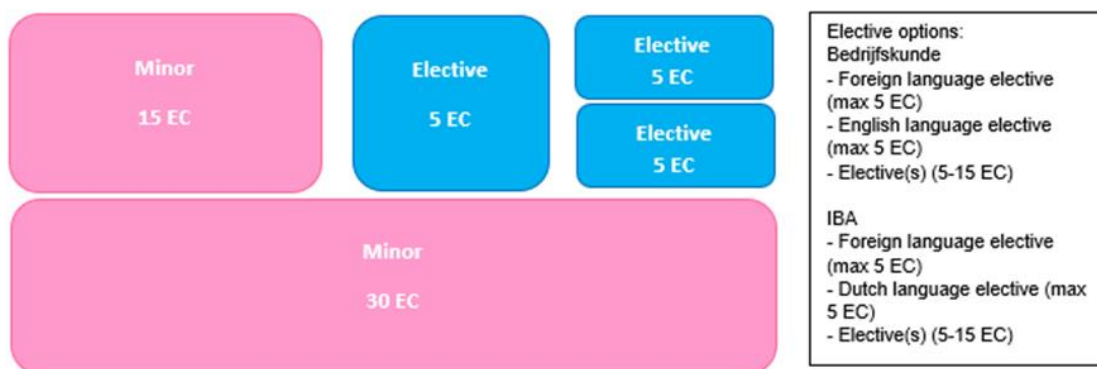 Minor
15 EC
Elective
5 EC
Elective
5 EC
Elective
5 EC
Minor
30 EC
Elective options:
Bedrijfskunde
- Foreign language elective
(max 5 EC)
- English language elective
(max 5 EC)
- Elective(s) (5-15 EC)
IBA
- Foreign language elective
(max 5 EC)
- Dutch language elective (max
5 EC)
- Elective(s) (5-15 EC)